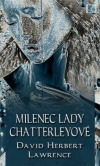 MILENEC LADY
CHATTERLEYOVÉ
DAVID HERBERT
LAWRENCE